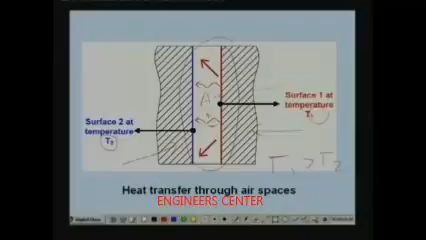 Surface 1 at
temperature
T₁
A
Surface 2 at
temperature
T₂
T₁ > T₂
Heat transfer through air spaces
ENGINEERS CENTER